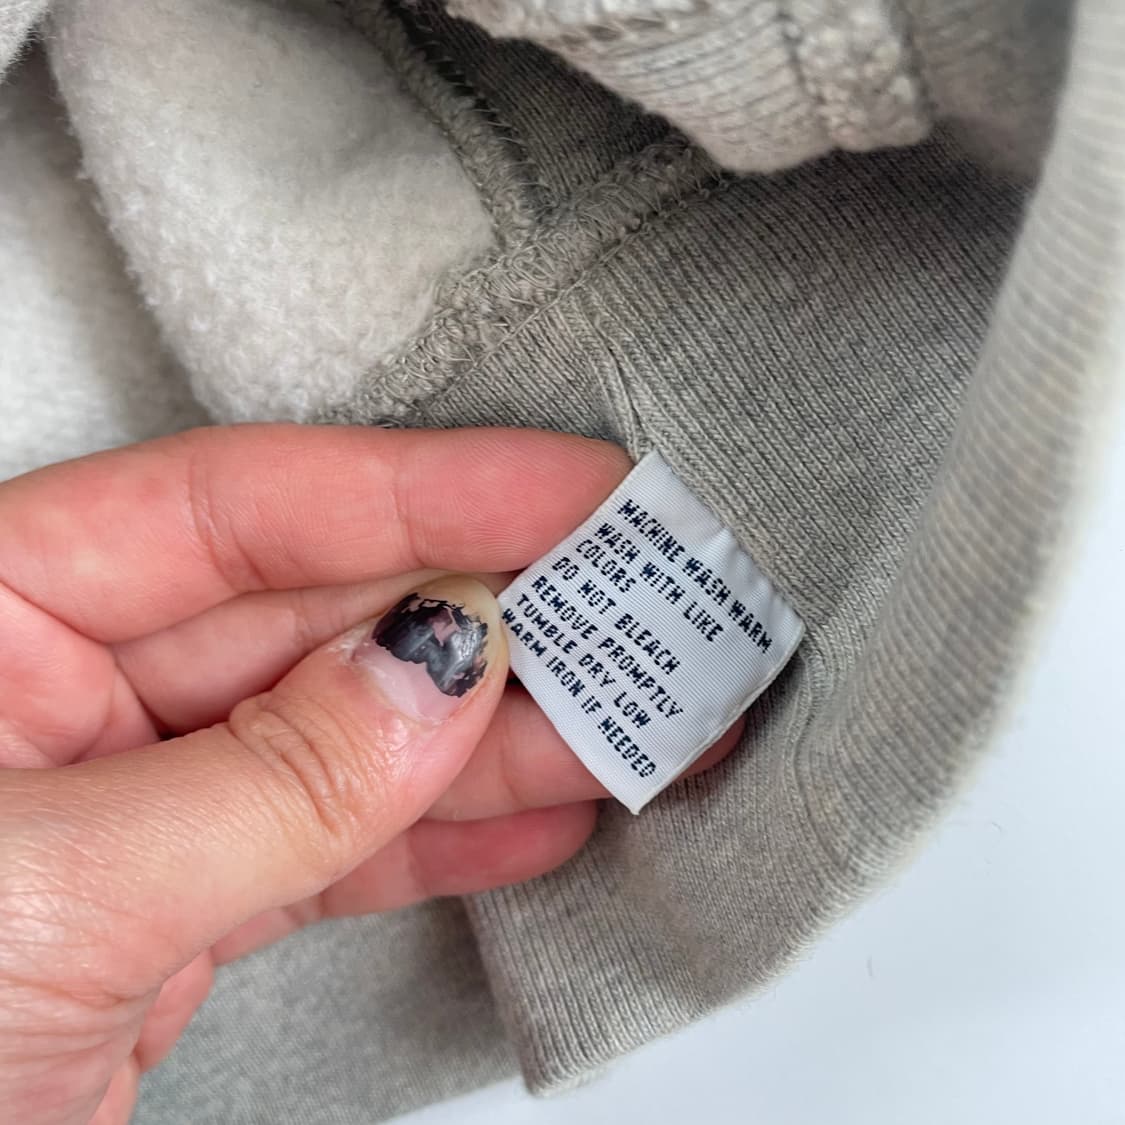 MACHINE WASH WARM
WASH WITH LIKE
COLORS
DO NOT BLEACH
REMOVE PROMPTLY
TUMBLE DRY LOW
WARM IRON IF NEEDED